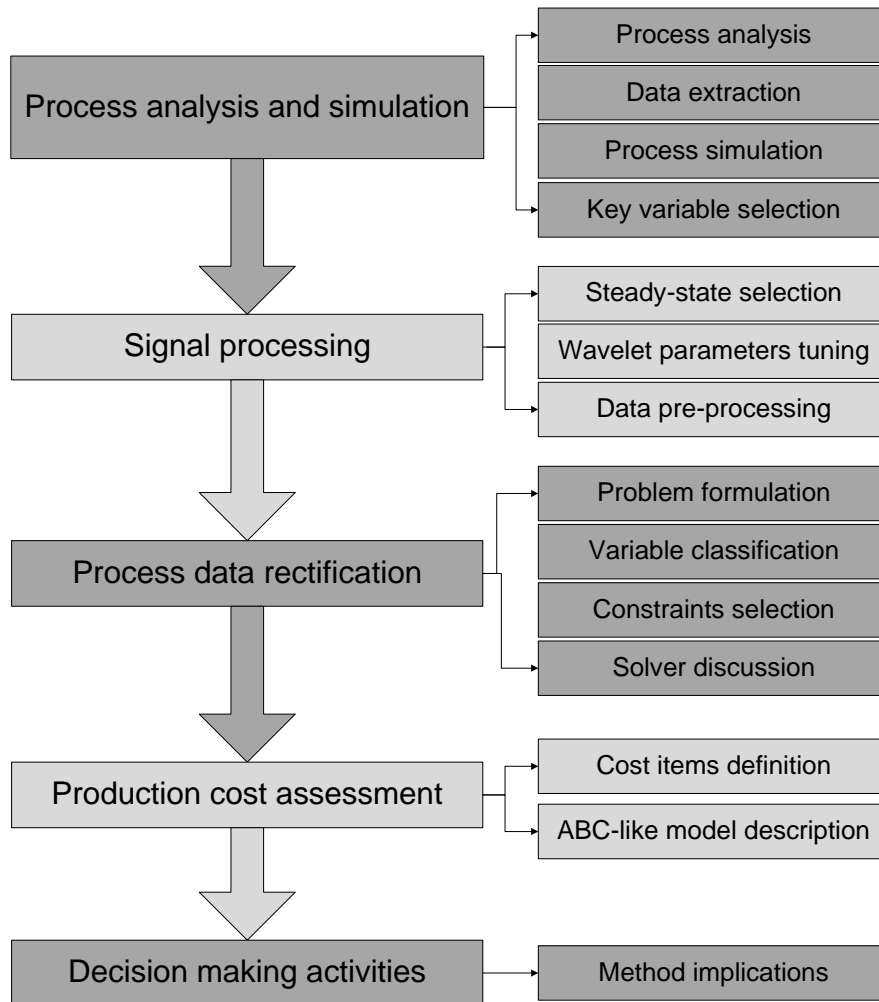 Process analysis and simulation
Process analysis
Data extraction
Process simulation
Key variable selection
Signal processing
Steady-state selection
Wavelet parameters tuning
Data pre-processing
Process data rectification
Problem formulation
Variable classification
Constraints selection
Solver discussion
Production cost assessment
Cost items definition
ABC-like model description
Decision making activities
Method implications